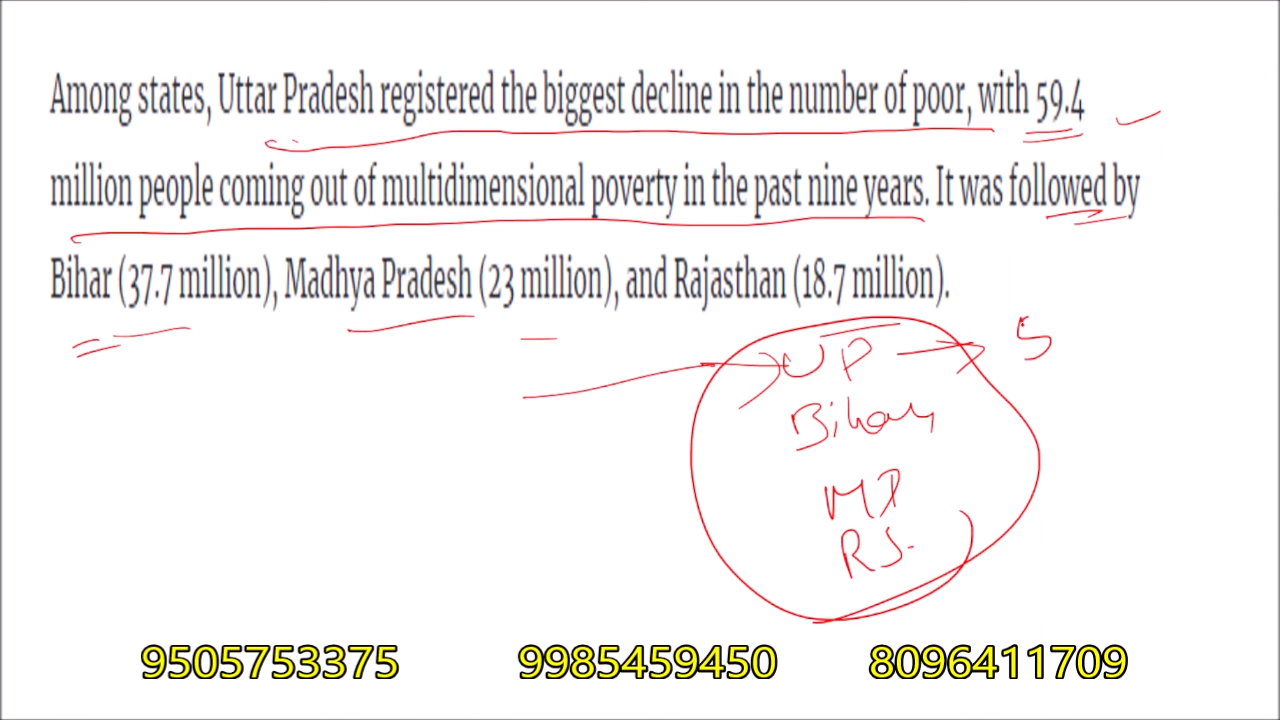 Among states, Uttar Pradesh registered the biggest decline in the number of poor, with 59.4
million people coming out of multidimensional poverty in the past nine years. It was followed by
Bihar (37.7 million), Madhya Pradesh (23 million), and Rajasthan (18.7 million).
UP → 5
Bihar,
MP
RJ.
9505753375 9985459450 8096411709